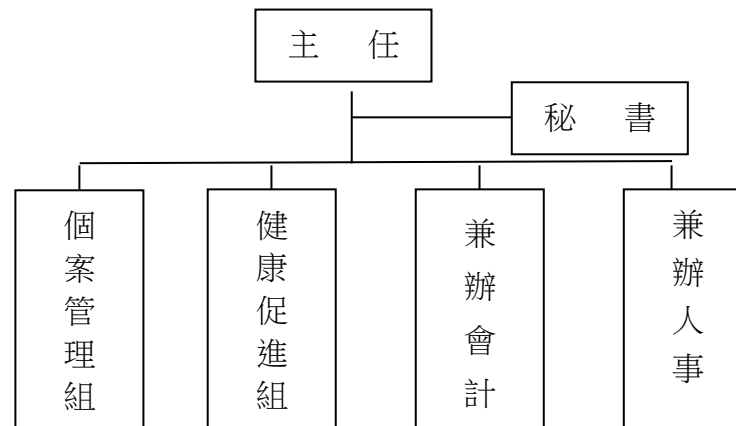 主 任
秘 書
個案管理組
健康促進組
兼辦會計
兼辦人事